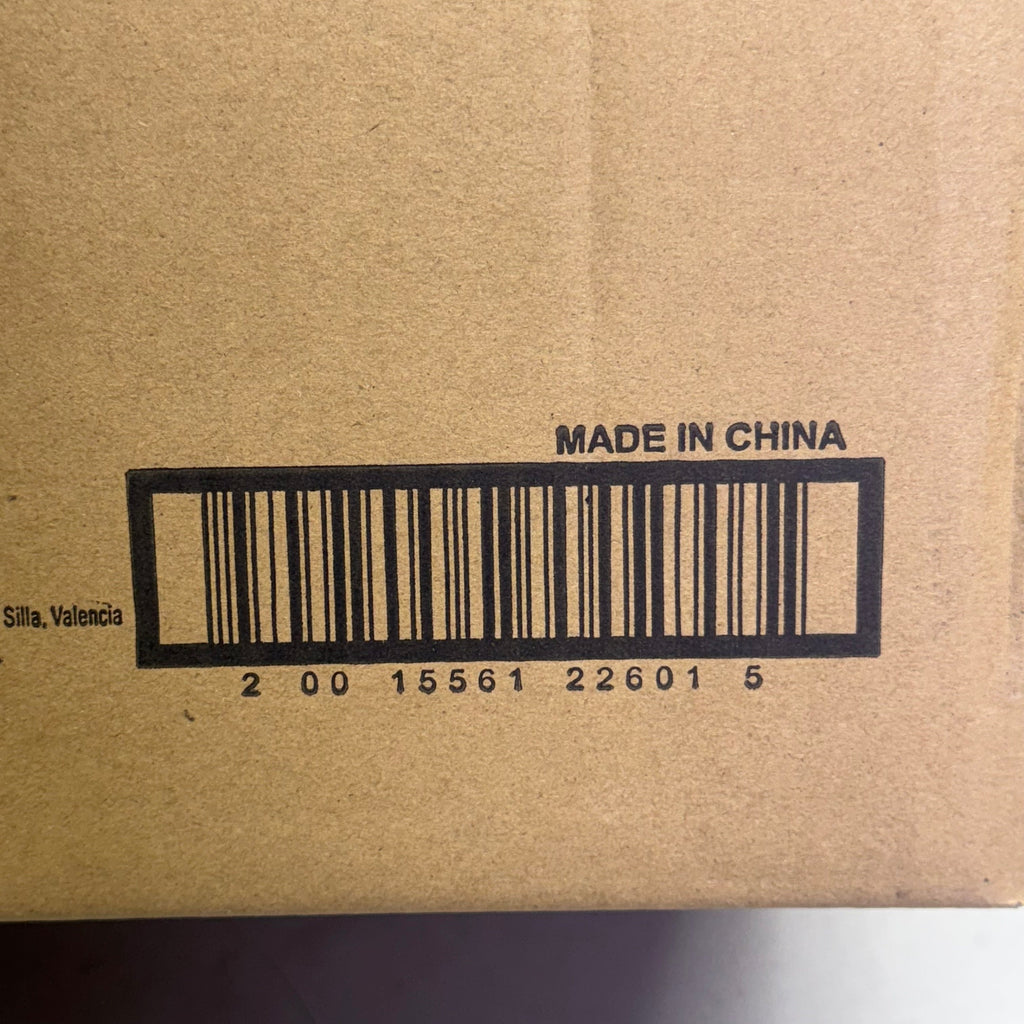 MADE IN CHINA
Silla, Valencia
2 00 15561 22601 5